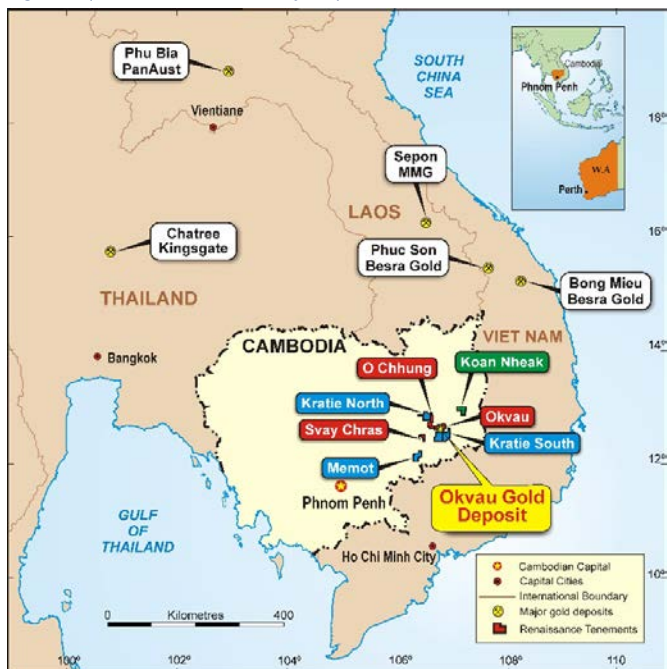 Phu Bia
PanAust
Vientiane
SOUTH
CHINA
SEA
Cambodia
Phnom Penh
W.A
Perth
18°
Sepon
MMG
LAOS
Chatree
Kingsgate
Phuc Son
Besra Gold
16°
Bong Mieu
Besra Gold
THAILAND
VIET NAM
14°
CAMBODIA
Bangkok
O Chhung
Koan Nheak
Kratie North
Okvau
Svay Chras
Kratie South
12°
Memot
Phnom Penh
Okvau Gold
Deposit
GULF
OF
THAILAND
Ho Chi Minh City
10°
Cambodian Capital
Capital Cities
International Boundary
Major gold deposits
Renaissance Tenements
Kilometres
0
400
100°
102°
104°
106°
108°
110°